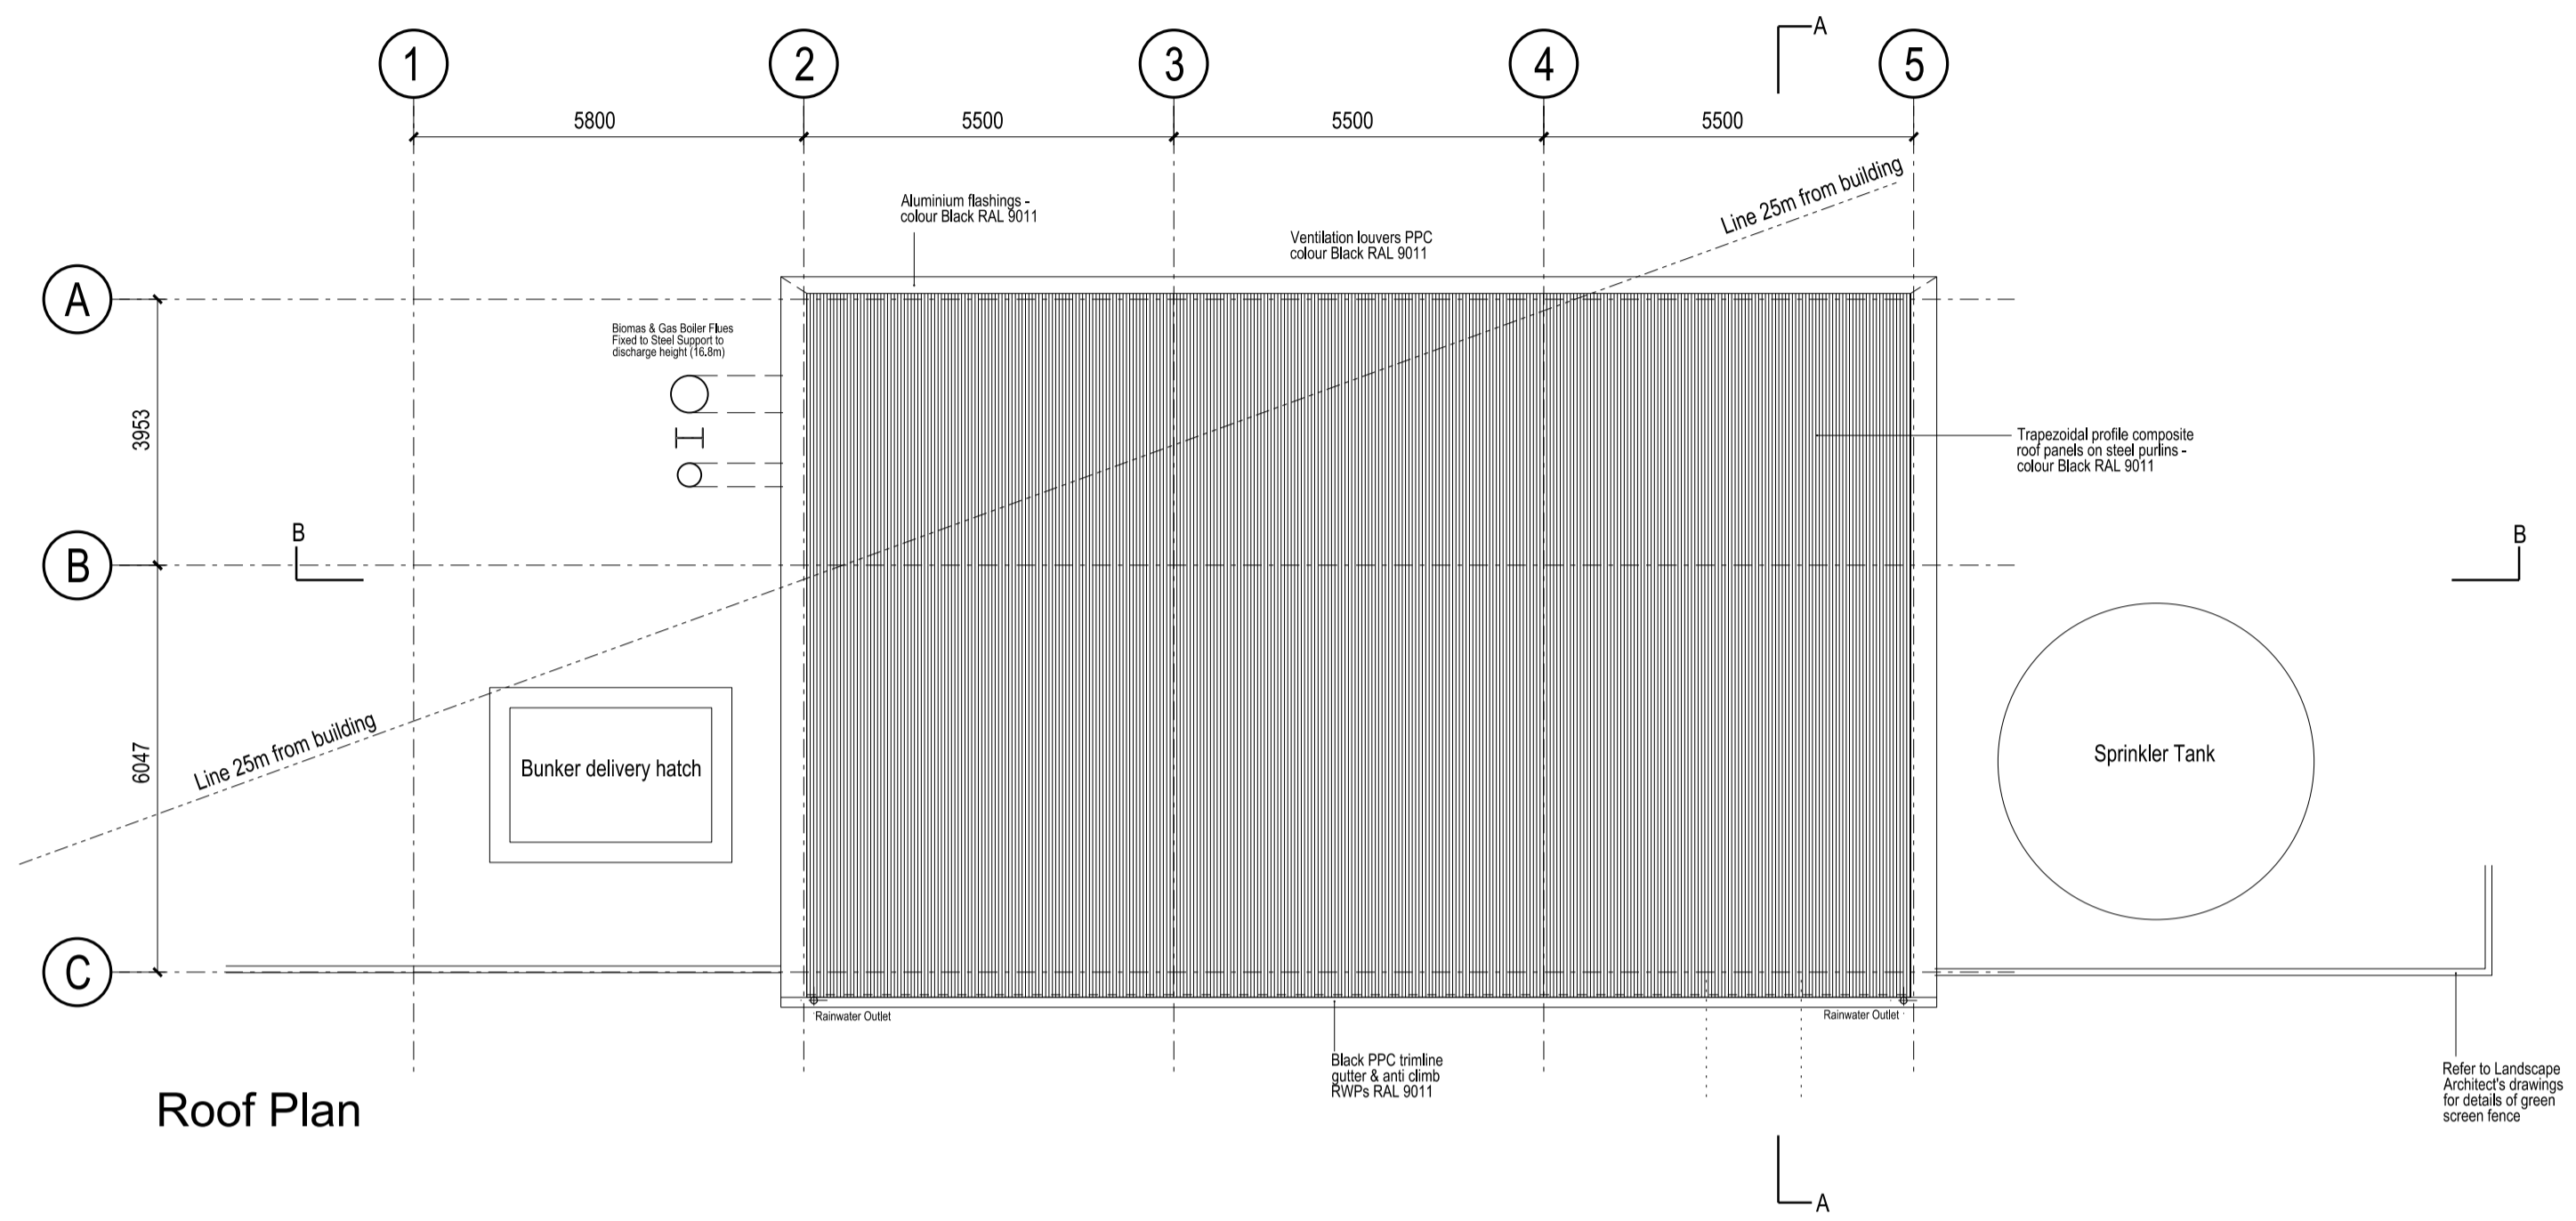 A
1
2
3
4
5
5800
5500
5500
5500
Line 25m from building
Aluminium flashings -
colour Black RAL 9011
Ventilation louvers PPC
colour Black RAL 9011
A
Biomas & Gas Boiler Flues
Fixed to Steel Support to
discharge height (16.8m)
3953
Trapezoidal profile composite
roof panels on steel purlins -
colour Black RAL 9011
B
B
B
Line 25m from building
6047
Bunker delivery hatch
Sprinkler Tank
C
Rainwater Outlet
Rainwater Outlet
Black PPC trimline
gutter & anti climb
RWPs RAL 9011
Refer to Landscape
Architect's drawings
for details of green
screen fence
Roof Plan
A